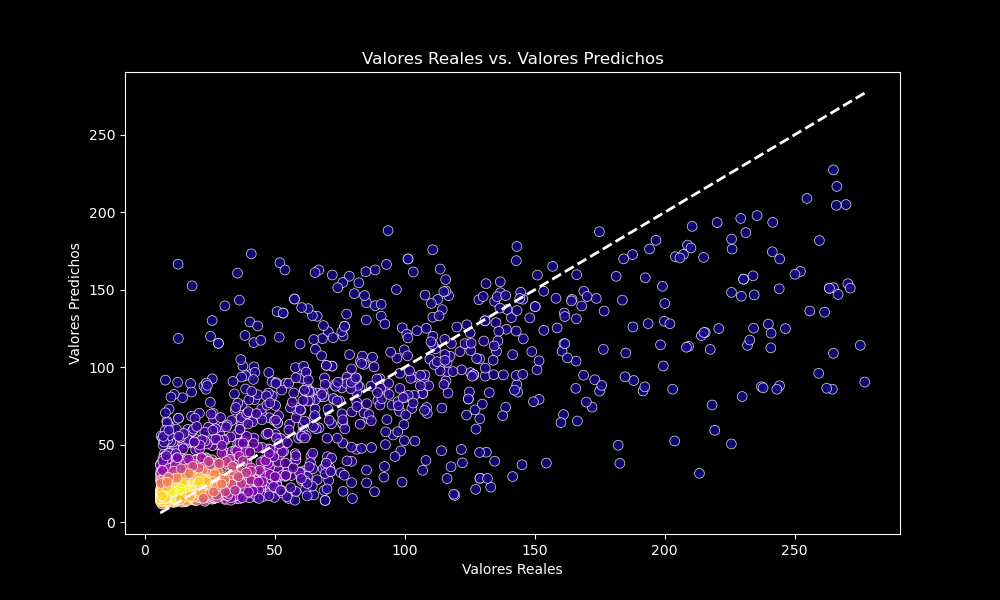 Valores Reales vs. Valores Predichos
Valores Predichos
250
200
150
100
50
0
0 50 100 150 200 250
Valores Reales